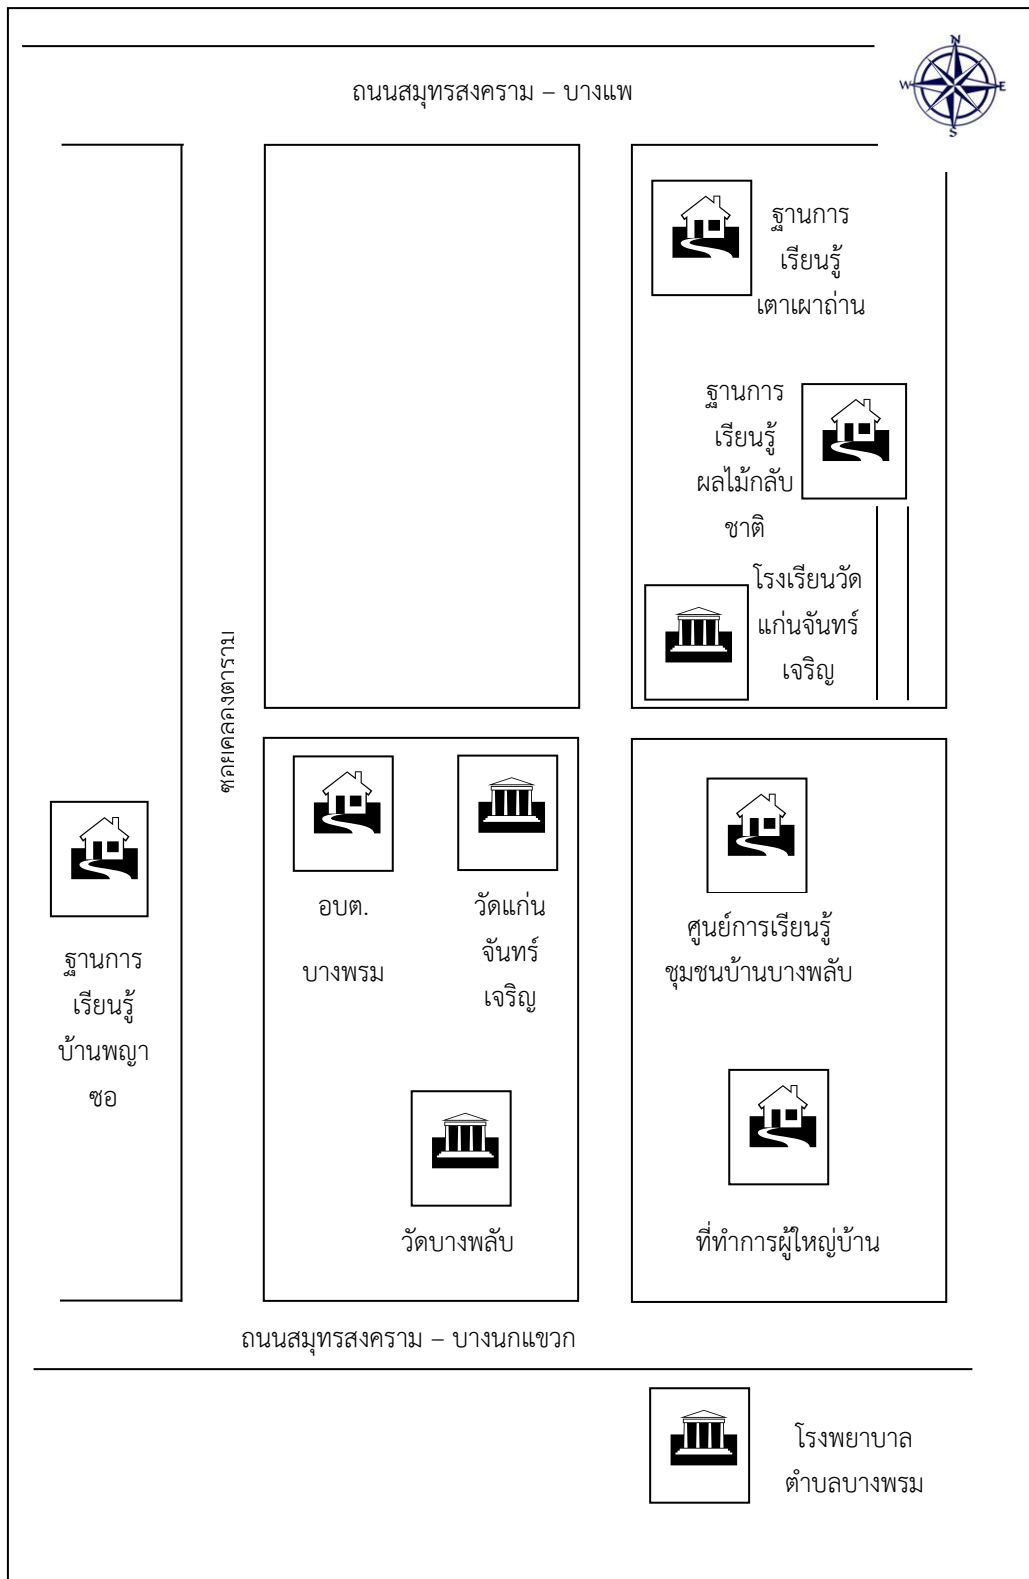 N
W
E
S
ถนนสมุทรสงคราม – บางแพ
ฐานการ
เรียนรู้
เตาเผาถ่าน
ฐานการ
เรียนรู้
ผลไม้กลับ
ชาติ
โรงเรียนวัด
แก่นจันทร์
เจริญ
ซอยคลองตาราม
อบต.
บางพรม
วัดแก่น
จันทร์
เจริญ
ศูนย์การเรียนรู้
ชุมชนบ้านบางพลับ
ฐานการ
เรียนรู้
บ้านพญา
ซอ
วัดบางพลับ
ที่ทำการผู้ใหญ่บ้าน
ถนนสมุทรสงคราม – บางนกแขวก
โรงพยาบาล
ตำบลบางพรม